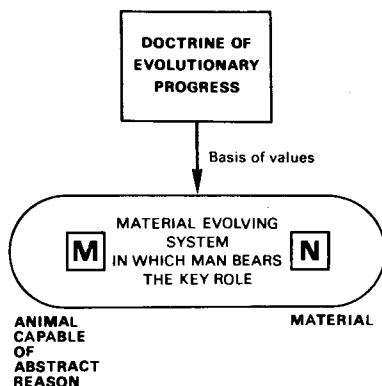 DOCTRINE OF
EVOLUTIONARY
PROGRESS
Basis of values
MATERIAL EVOLVING
SYSTEM
IN WHICH MAN BEARS
THE KEY ROLE
M
N
ANIMAL
CAPABLE
OF
ABSTRACT
REASON
MATERIAL